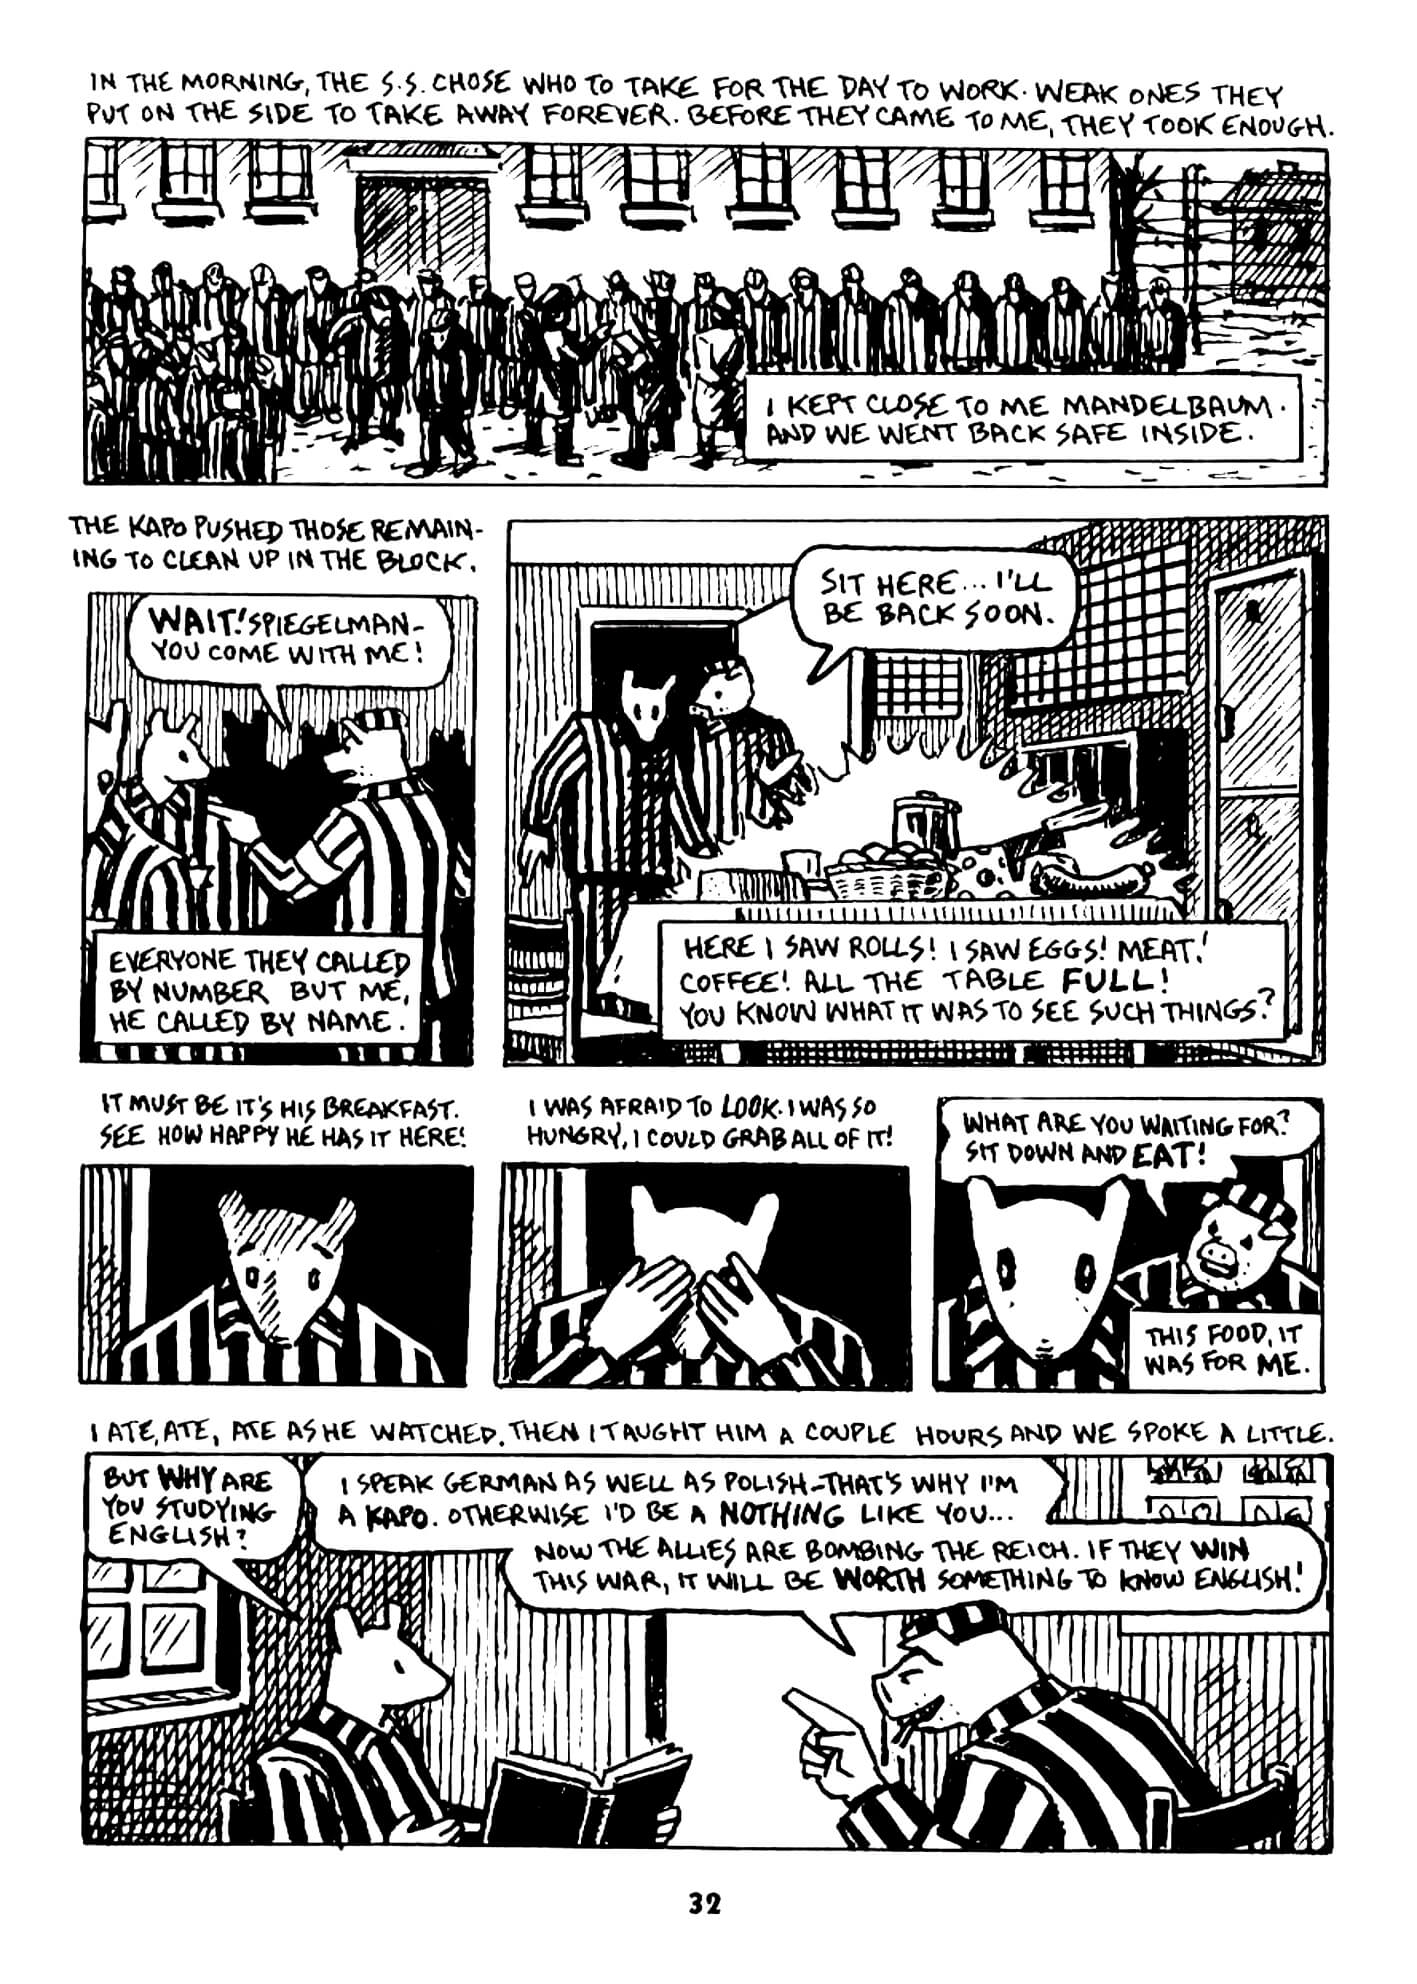 IN THE MORNING, THE S.S. CHOSE WHO TO TAKE FOR THE DAY TO WORK. WEAK ONES THEY
PUT ON THE SIDE TO TAKE AWAY FOREVER. BEFORE THEY CAME TO ME, THEY TOOK ENOUGH.
I KEPT CLOSE TO ME MANDELBAUM.
AND WE WENT BACK SAFE INSIDE.
THE KAPO PUSHED THOSE REMAIN-
ING TO CLEAN UP IN THE BLOCK.
WAIT! SPIEGELMAN-
YOU COME WITH ME!
EVERYONE THEY CALLED
BY NUMBER BUT ME,
HE CALLED BY NAME.
SIT HERE... I'LL
BE BACK SOON.
HERE I SAW ROLLS! I SAW EGGS! MEAT!
COFFEE! ALL THE TABLE FULL!
YOU KNOW WHAT IT WAS TO SEE SUCH THINGS?
IT MUST BE IT'S HIS BREAKFAST.
SEE HOW HAPPY HE HAS IT HERE!
I WAS AFRAID TO LOOK. I WAS SO
HUNGRY, I COULD GRAB ALL OF IT!
WHAT ARE YOU WAITING FOR?
SIT DOWN AND EAT!
THIS FOOD, IT
WAS FOR ME.
I ATE, ATE, ATE AS HE WATCHED. THEN I TAUGHT HIM A COUPLE HOURS AND WE SPOKE A LITTLE.
BUT WHY ARE
YOU STUDYING
ENGLISH?
I SPEAK GERMAN AS WELL AS POLISH-THAT'S WHY I'M
A KAPO. OTHERWISE I'D BE A NOTHING LIKE YOU...
NOW THE ALLIES ARE BOMBING THE REICH. IF THEY WIN
THIS WAR, IT WILL BE WORTH SOMETHING TO KNOW ENGLISH!
32